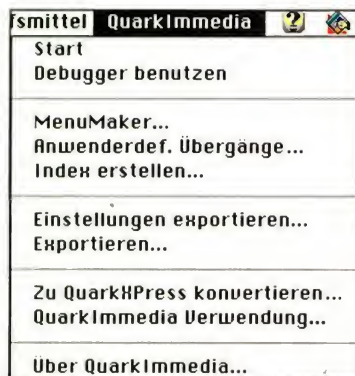 fsmittel QuarkImmedia
Start
Debugger benutzen
MenuMaker...
Anwenderdef. Übergänge...
Index erstellen...
Einstellungen exportieren...
Exportieren...
Zu QuarkXPress konvertieren...
QuarkImmedia Verwendung...
Über QuarkImmedia...